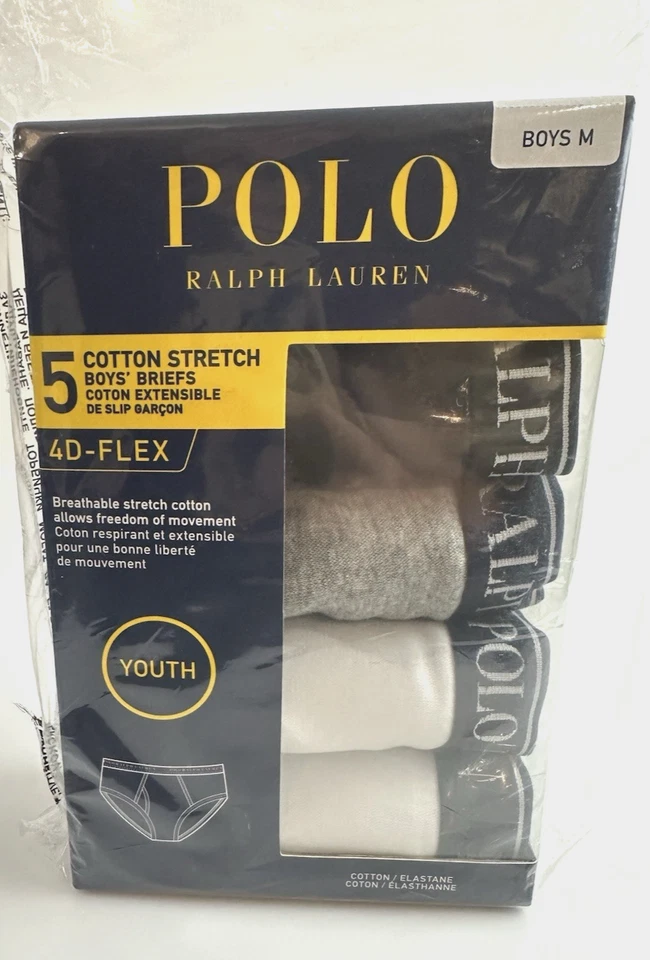 BOYS M
POLO
RALPH LAUREN
5 COTTON STRETCH
BOYS' BRIEFS
COTON EXTENSIBLE
DE SLIP GARÇON
4D-FLEX
Breathable stretch cotton
allows freedom of movement
Coton respirant et extensible
pour une bonne liberté
de mouvement
YOUTH
ALPH
RALP
POLO
COTTON / ELASTANE
COTON / ÉLASTHANNE